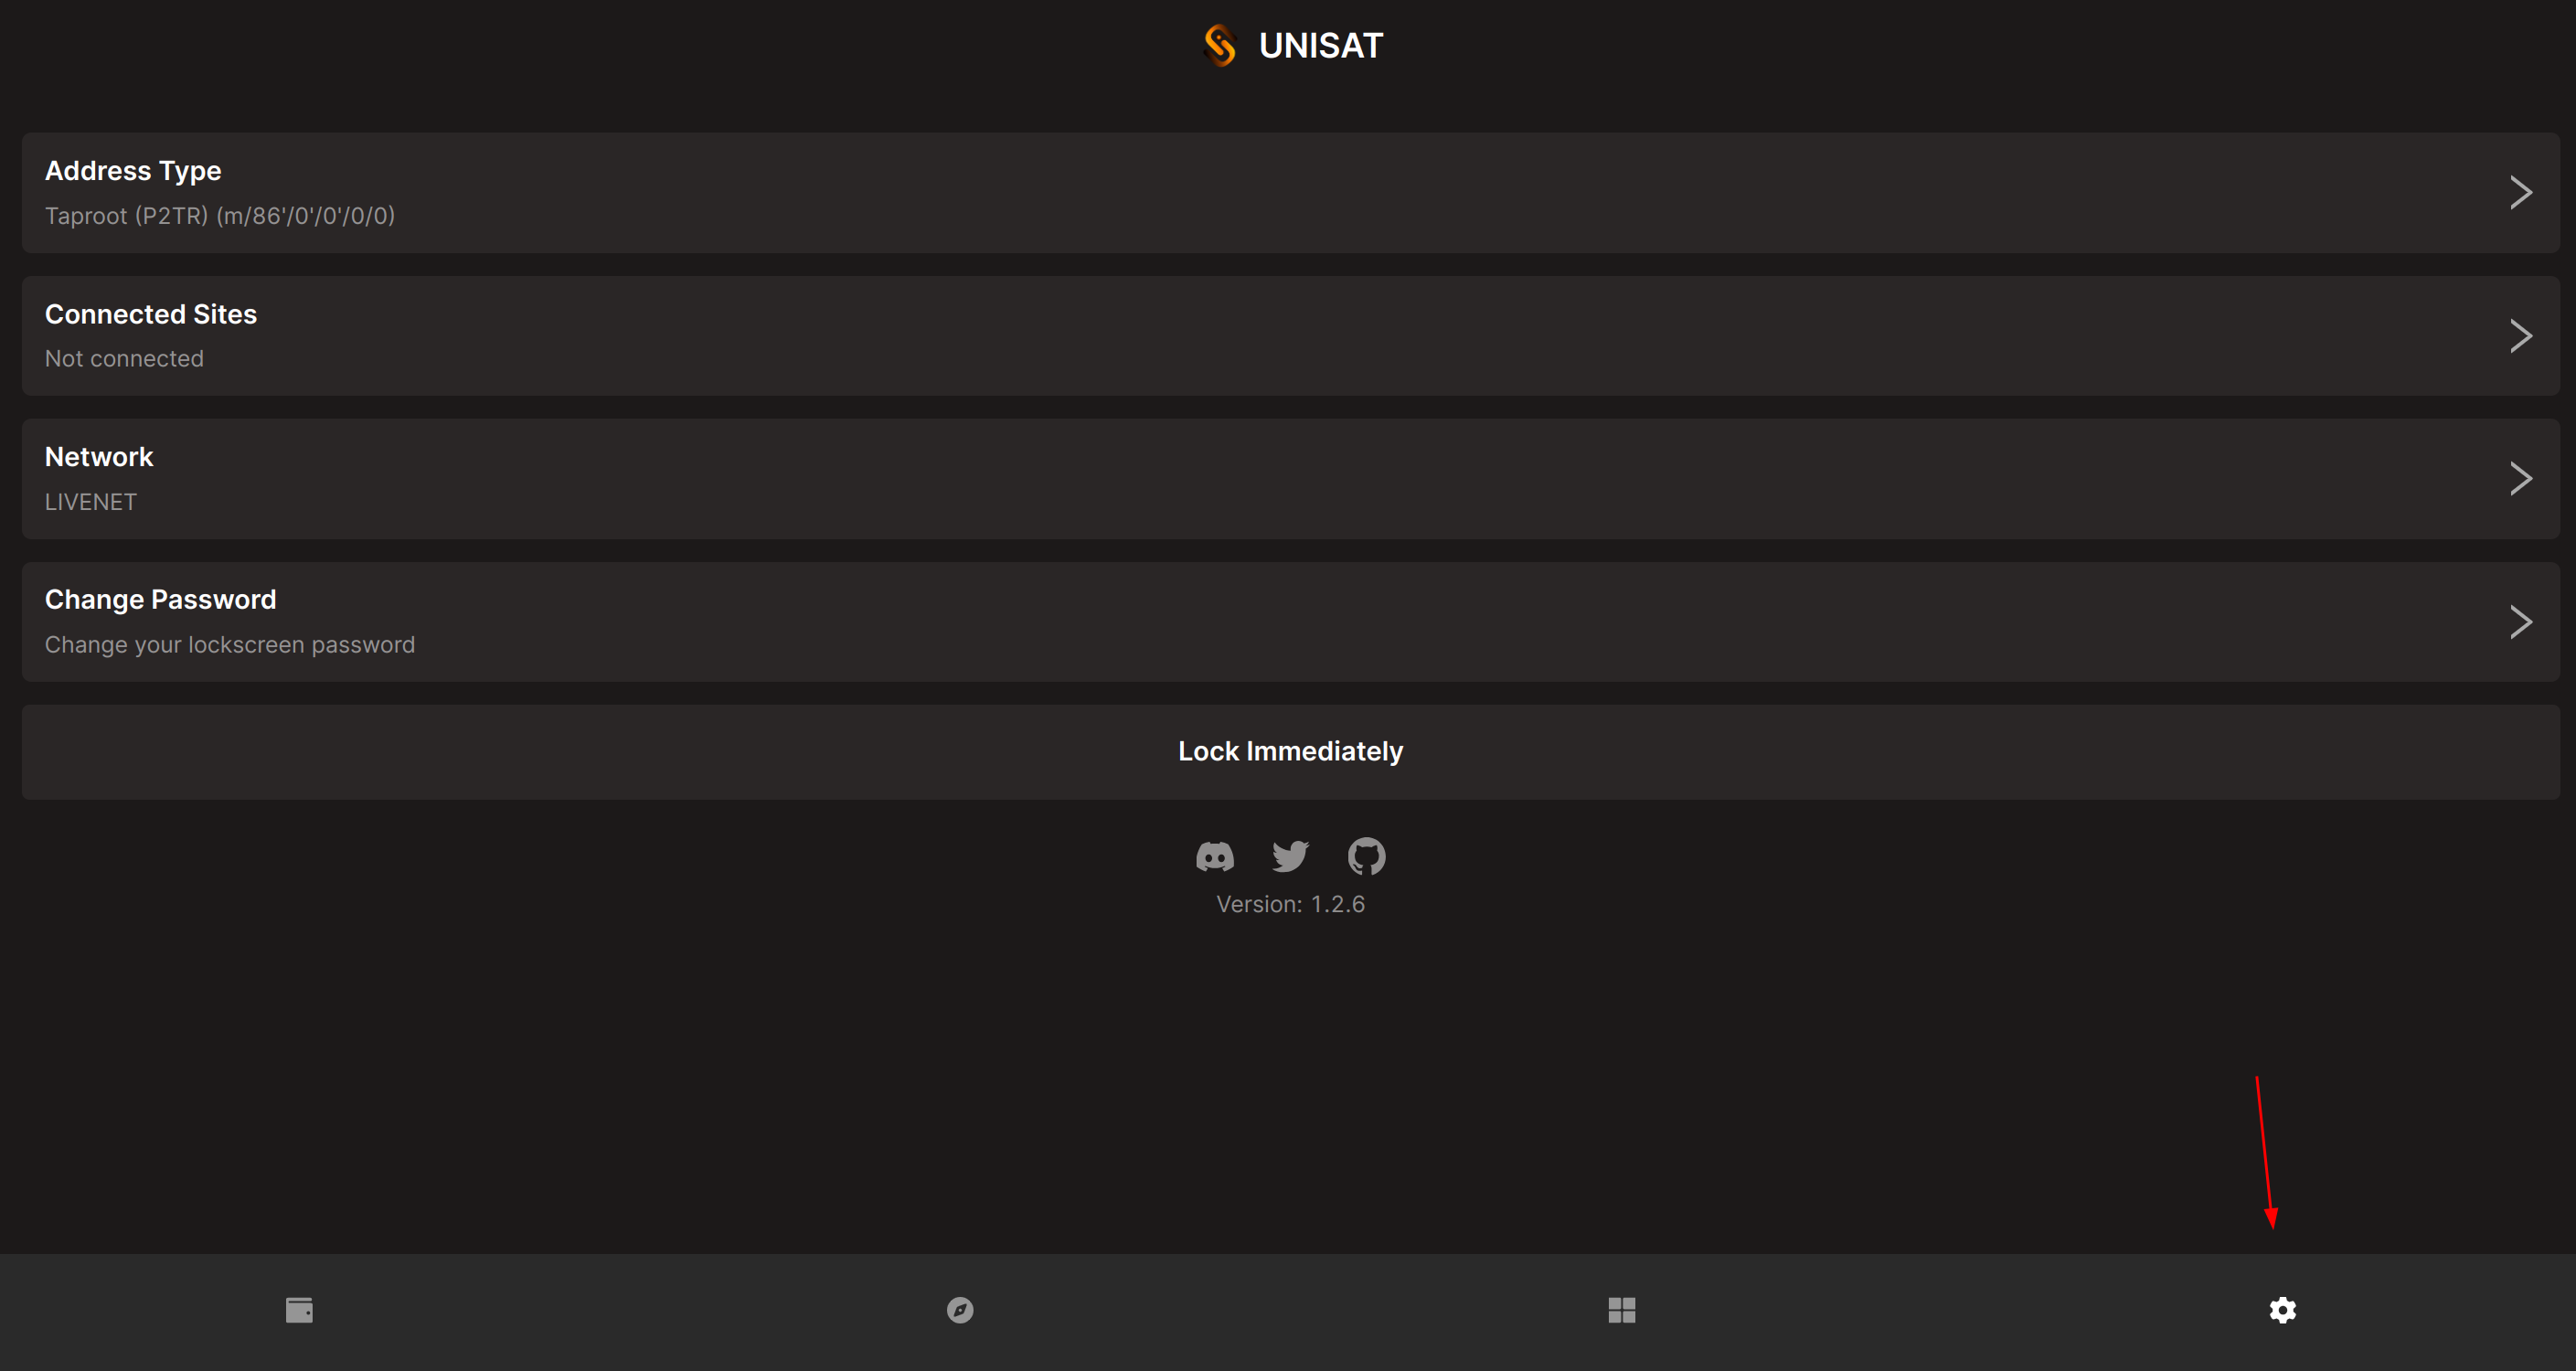 UNISAT
Address Type
Taproot (P2TR) (m/86'/0'/0'/0/0)
Connected Sites
Not connected
Network
LIVENET
Change Password
Change your lockscreen password
Lock Immediately
Version: 1.2.6